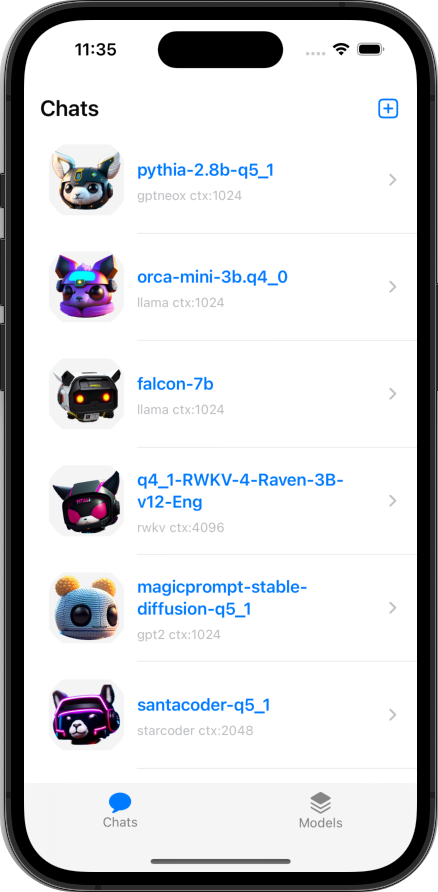 11:35
Chats
pythia-2.8b-q5_1
gptneox ctx:1024
orca-mini-3b.q4_0
llama ctx:1024
falcon-7b
llama ctx:1024
q4_1-RWKV-4-Raven-3B-
v12-Eng
rwkv ctx:4096
magicprompt-stable-
diffusion-q5_1
gpt2 ctx:1024
santacoder-q5_1
starcoder ctx:2048
Chats
Models